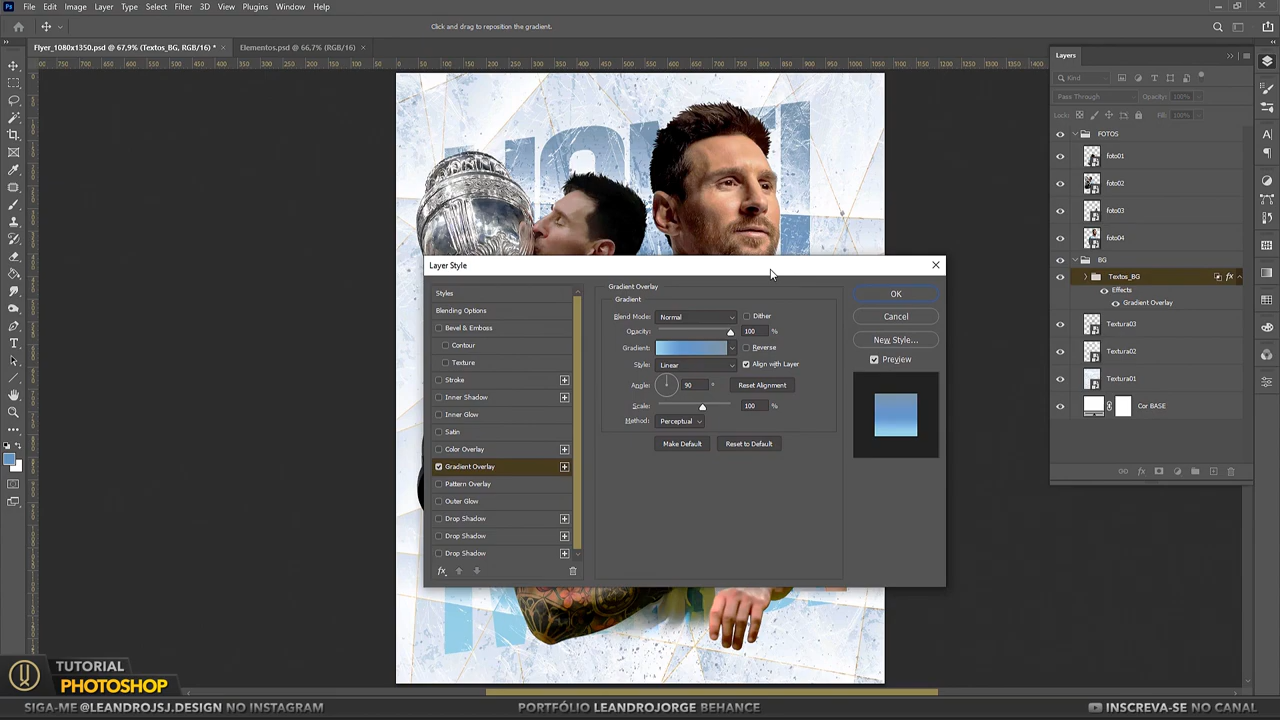 File Edit Image Layer Type Select Filter 3D View Plugins Window Help
Click and drag to reposition the gradient.
Flyer_1080x1350.psd @ 67,9% (Textos_BG, RGB/16) *
Elementos.psd @ 66,7% (RGB/16)
Layers
Kind
Pass Through
Opacity: 100%
Lock:
Fill: 100%
FOTOS
foto01
foto02
foto03
foto04
BG
Textos_BG
Effects
Gradient Overlay
Textura03
Textura02
Textura01
Cor BASE
Layer Style
Styles
Blending Options
Bevel & Emboss
Contour
Texture
Stroke
Inner Shadow
Inner Glow
Satin
Color Overlay
Gradient Overlay
Pattern Overlay
Outer Glow
Drop Shadow
Drop Shadow
Drop Shadow
Gradient Overlay
Gradient
Blend Mode: Normal
Dither
Opacity: 100 %
Gradient:
Reverse
Style: Linear
Align with Layer
Angle: 90 °
Reset Alignment
Scale: 100 %
Method: Perceptual
Make Default
Reset to Default
OK
Cancel
New Style...
Preview
TUTORIAL
PHOTOSHOP
SIGA-ME @LEANDROJSJ.DESIGN NO INSTAGRAM
PORTFÓLIO LEANDROJORGE BEHANCE
INSCREVA-SE NO CANAL